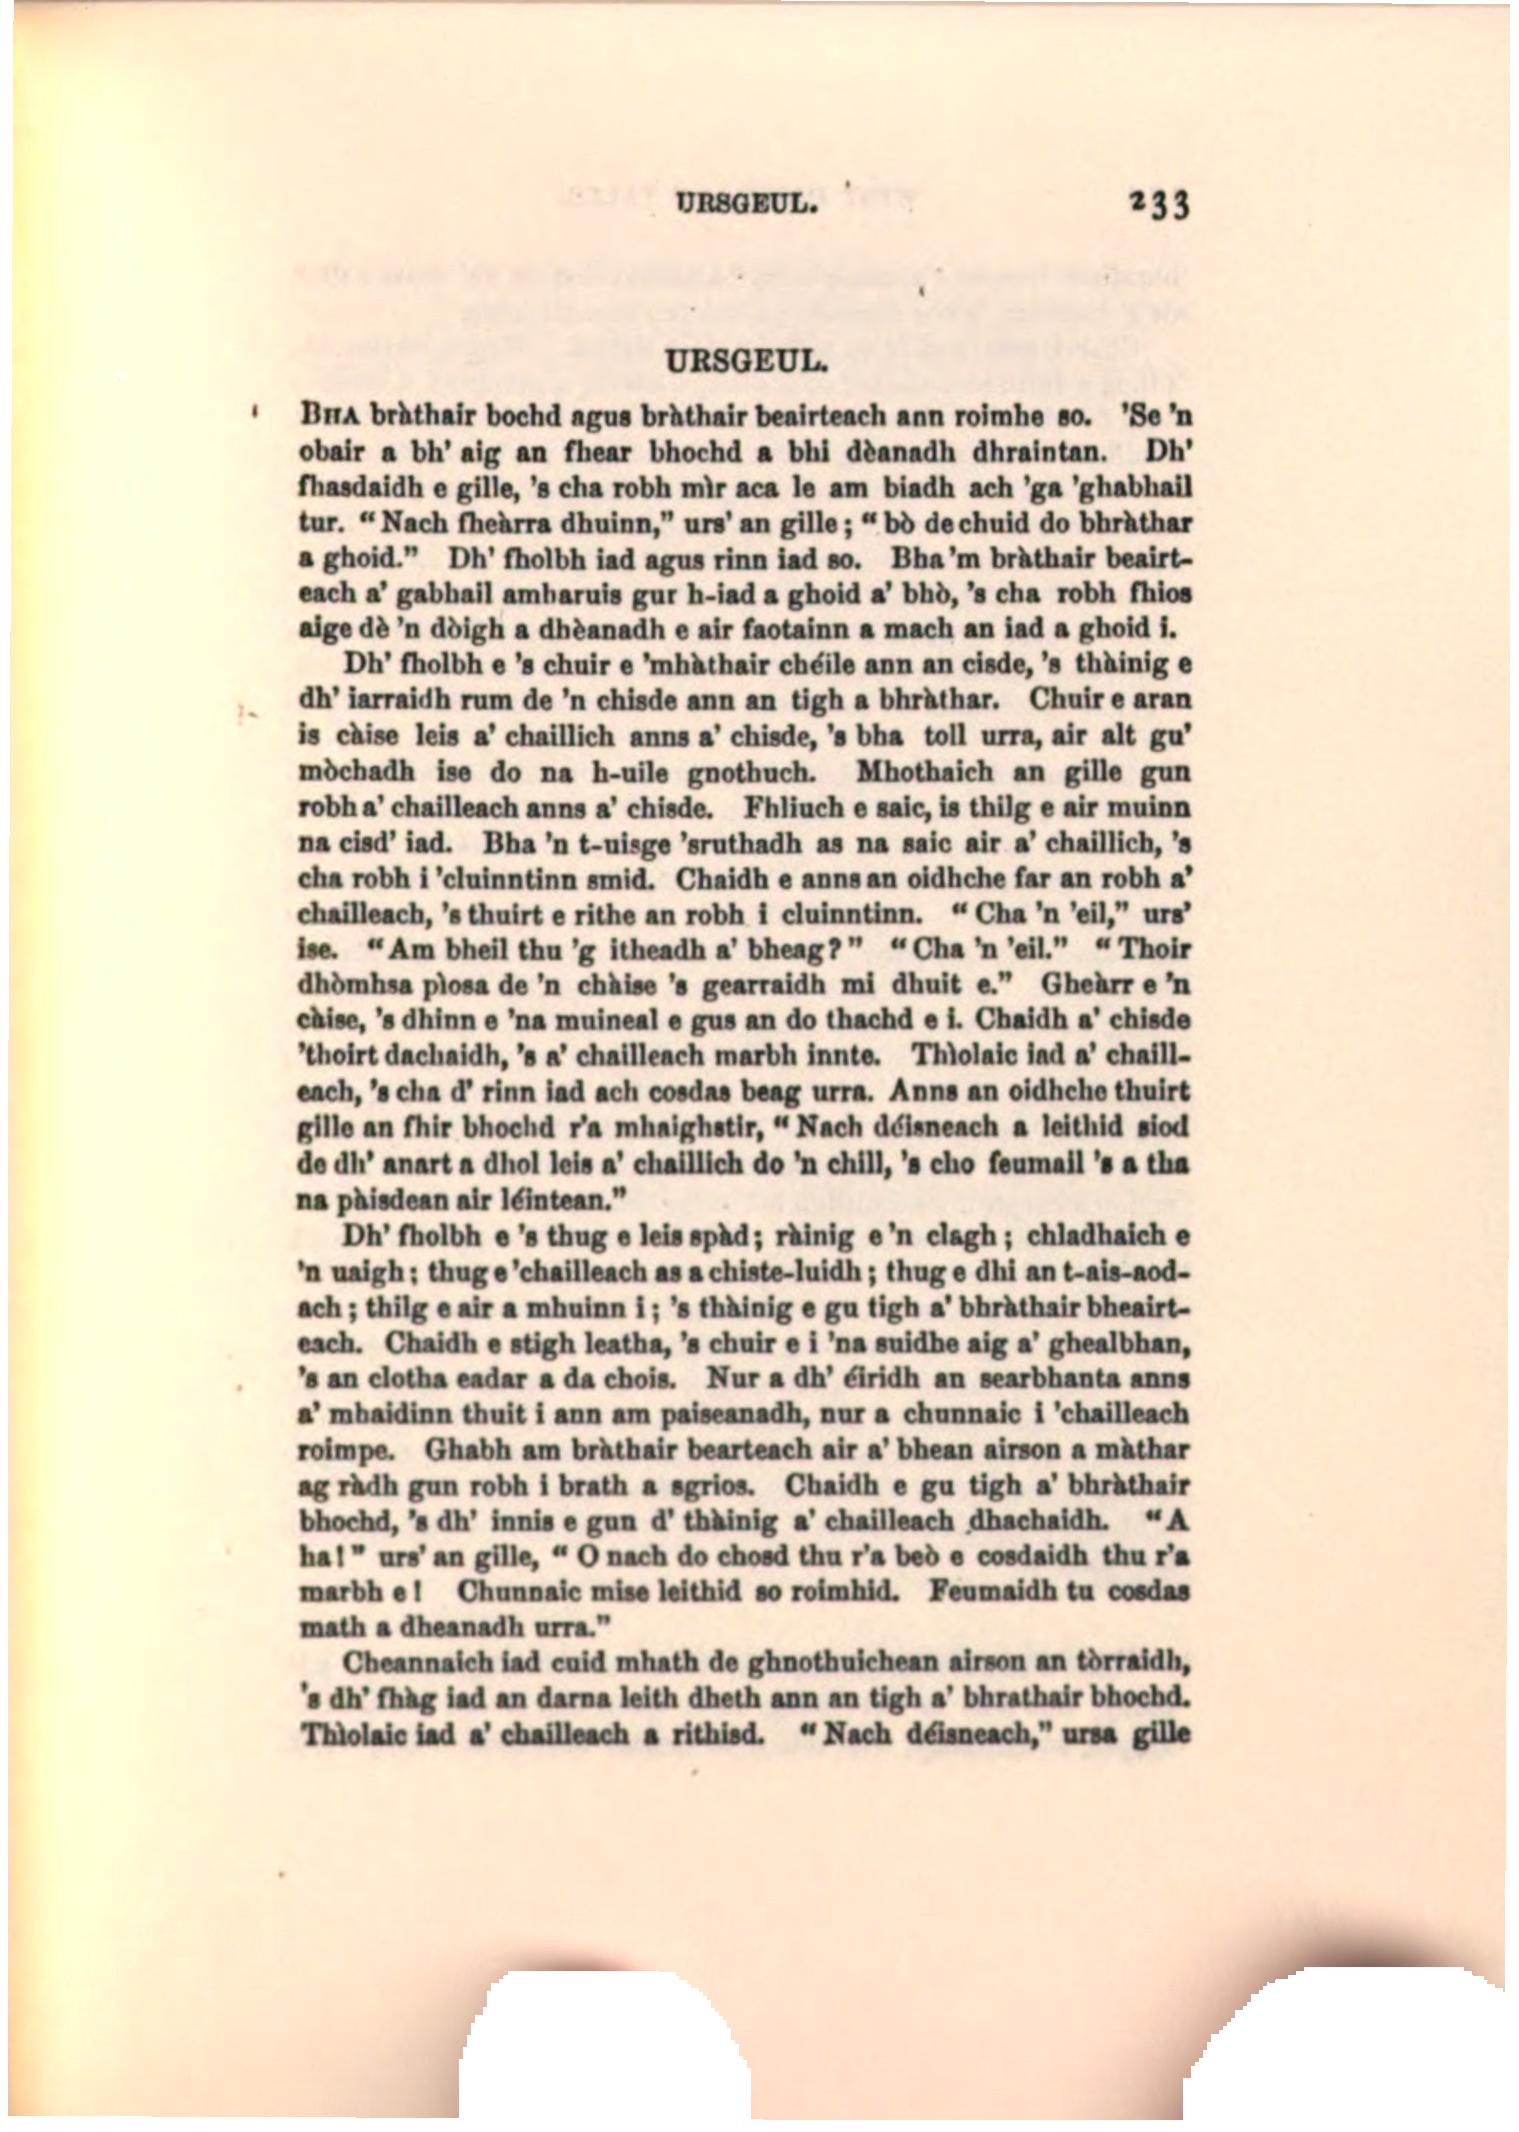 URSGEUL. 233
URSGEUL.
BHA bràthair bochd agus bràthair beairteach ann roimhe so. 'Se 'n
obair a bh' aig an fhear bhochd a bhi dèanadh dhraintan. Dh'
fhasdaidh e gille, 's cha robh mìr aca le am biadh ach 'ga 'ghabhail
tur. “Nach fheàrra dhuinn,” urs' an gille; “bò de chuid do bhràthar
a ghoid.” Dh' fholbh iad agus rinn iad so. Bha 'm bràthair beairt-
each a' gabhail amharuis gur h-iad a ghoid a' bhò, 's cha robh fhios
aige dè 'n dòigh a dhèanadh e air faotainn a mach an iad a ghoid i.
Dh' fholbh e 's chuir e 'mhàthair chéile ann an cisde, 's thàinig e
dh' iarraidh rum de 'n chisde ann an tigh a bhràthar. Chuir e aran
is càise leis a' chaillich anns a' chisde, 's bha toll urra, air alt gu'
mòchadh ise do na h-uile gnothuch. Mhothaich an gille gun
robh a' chailleach anns a' chisde. Fhliuch e saic, is thilg e air muinn
na cisd' iad. Bha 'n t-uisge 'sruthadh as na saic air a' chaillich, 's
cha robh i 'cluinntinn smid. Chaidh e anns an oidhche far an robh a'
chailleach, 's thuirt e rithe an robh i cluinntinn. “Cha 'n 'eil,” urs'
ise. “Am bheil thu 'g itheadh a' bheag?” “Cha 'n 'eil.” “Thoir
dhòmhsa pìosa de 'n chàise 's gearraidh mi dhuit e.” Gheàrr e 'n
càise, 's dhinn e 'na muineal e gus an do thachd e i. Chaidh a' chisde
'thoirt dachaidh, 's a' chailleach marbh innte. Thìolaic iad a' chaill-
each, 's cha d' rinn iad ach cosdas beag urra. Anns an oidhche thuirt
gille an fhir bhochd r'a mhaighstir, “Nach déisneach a leithid siod
de dh' anart a dhol leis a' chaillich do 'n chill, 's cho feumail 's a tha
na pàisdean air léintean.”
Dh' fholbh e 's thug e leis spàd; ràinig e 'n clagh; chladhaich e
'n uaigh; thug e 'chailleach as a chiste-luidh; thug e dhi an t-ais-aod-
ach; thilg e air a mhuinn i; 's thàinig e gu tigh a' bhràthair bheairt-
each. Chaidh e stigh leatha, 's chuir e i 'na suidhe aig a' ghealbhan,
's an clotha eadar a da chois. Nur a dh' éiridh an searbhanta anns
a' mhaidinn thuit i ann am paiseanadh, nur a chunnaic i 'chailleach
roimpe. Ghabh am bràthair bearteach air a' bhean airson a màthar
ag ràdh gun robh i brath a sgrios. Chaidh e gu tigh a' bhràthair
bhochd, 's dh' innis e gun d' thàinig a' chailleach dhachaidh. “A
ha!” urs' an gille, “O nach do chosd thu r'a beò e cosdaidh thu r'a
marbh e! Chunnaic mise leithid so roimhid. Feumaidh tu cosdas
math a dheanadh urra.”
Cheannaich iad cuid mhath de ghnothuichean airson an tòrraidh,
's dh' fhàg iad an darna leith dheth ann an tigh a' bhrathair bhochd.
Thìolaic iad a' chailleach a rithisd. “Nach déisneach,” ursa gille